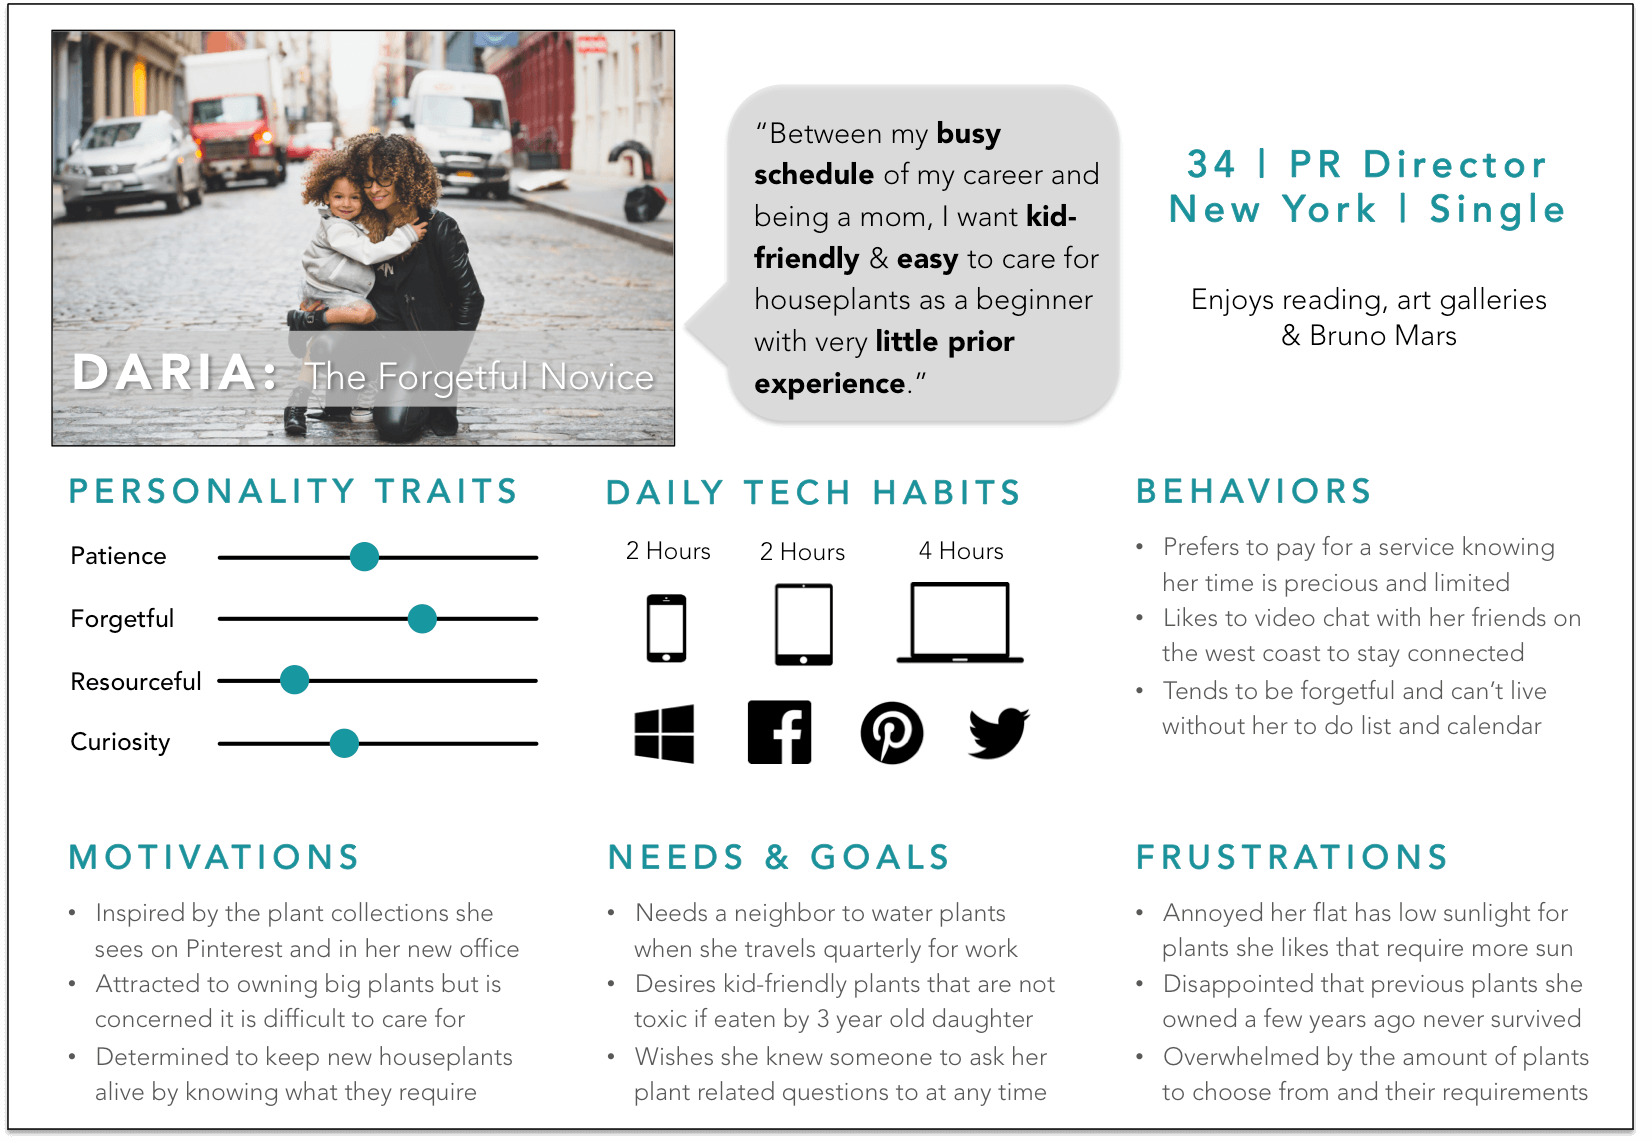 DARIA: The Forgetful Novice
“Between my busy
schedule of my career and
being a mom, I want kid-
friendly & easy to care for
houseplants as a beginner
with very little prior
experience.”
34 | PR Director
New York | Single
Enjoys reading, art galleries
& Bruno Mars
PERSONALITY TRAITS
Patience
Forgetful
Resourceful
Curiosity
DAILY TECH HABITS
2 Hours
2 Hours
4 Hours
BEHAVIORS
• Prefers to pay for a service knowing
her time is precious and limited
• Likes to video chat with her friends on
the west coast to stay connected
• Tends to be forgetful and can’t live
without her to do list and calendar
MOTIVATIONS
• Inspired by the plant collections she
sees on Pinterest and in her new office
• Attracted to owning big plants but is
concerned it is difficult to care for
• Determined to keep new houseplants
alive by knowing what they require
NEEDS & GOALS
• Needs a neighbor to water plants
when she travels quarterly for work
• Desires kid-friendly plants that are not
toxic if eaten by 3 year old daughter
• Wishes she knew someone to ask her
plant related questions to at any time
FRUSTRATIONS
• Annoyed her flat has low sunlight for
plants she likes that require more sun
• Disappointed that previous plants she
owned a few years ago never survived
• Overwhelmed by the amount of plants
to choose from and their requirements